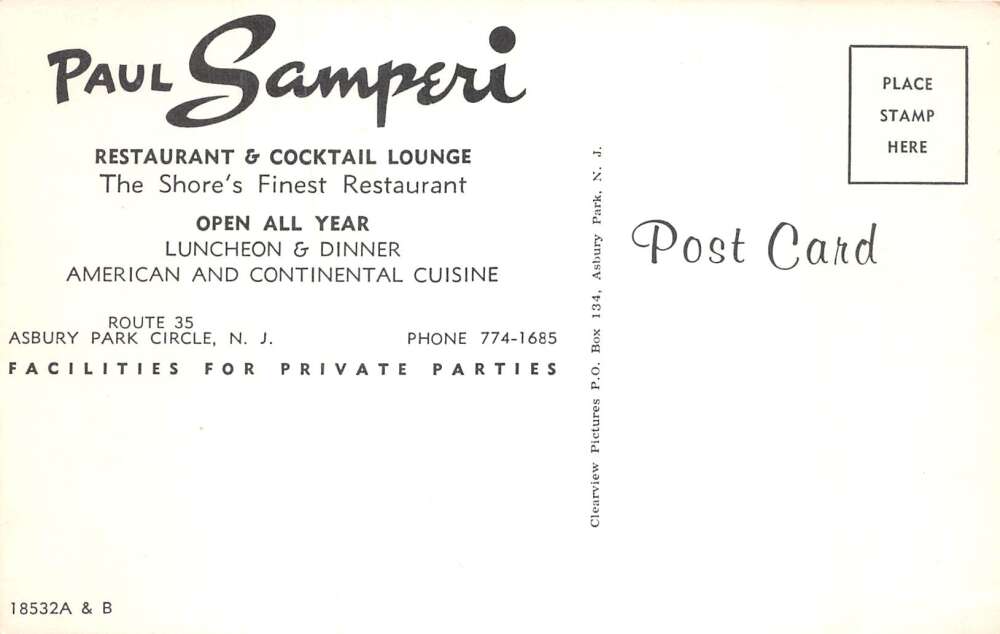 PAUL Samperi
RESTAURANT & COCKTAIL LOUNGE
The Shore's Finest Restaurant
OPEN ALL YEAR
LUNCHEON & DINNER
AMERICAN AND CONTINENTAL CUISINE
ROUTE 35
ASBURY PARK CIRCLE, N. J. PHONE 774-1685
FACILITIES FOR PRIVATE PARTIES
18532A & B
Clearview Pictures P.O. Box 134, Asbury Park, N. J.
PLACE
STAMP
HERE
Post Card